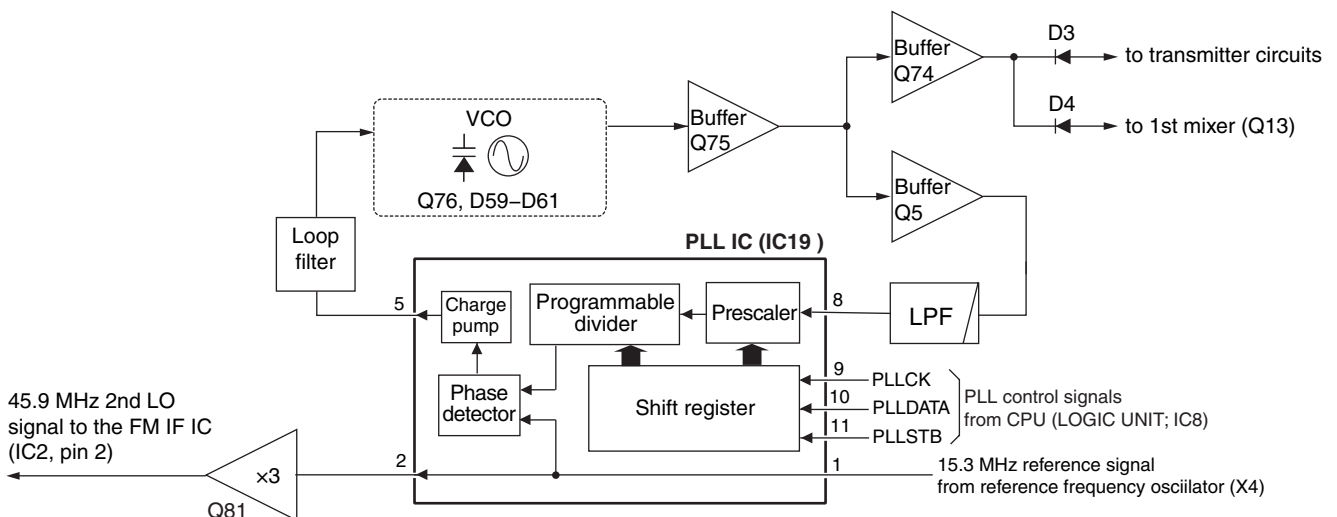 Buffer
Q74
D3
to transmitter circuits
D4
to 1st mixer (Q13)
VCO
Q76, D59–D61
Buffer
Q75
Buffer
Q5
Loop
filter
PLL IC (IC19 )
5
Charge
pump
Programmable
divider
Prescaler
8
LPF
Phase
detector
Shift register
9
PLLCK
10
PLLDATA
11
PLLSTB
PLL control signals
from CPU (LOGIC UNIT; IC8)
45.9 MHz 2nd LO
signal to the FM IF IC
(IC2, pin 2)
×3
Q81
2
1
15.3 MHz reference signal
from reference frequency osciilator (X4)